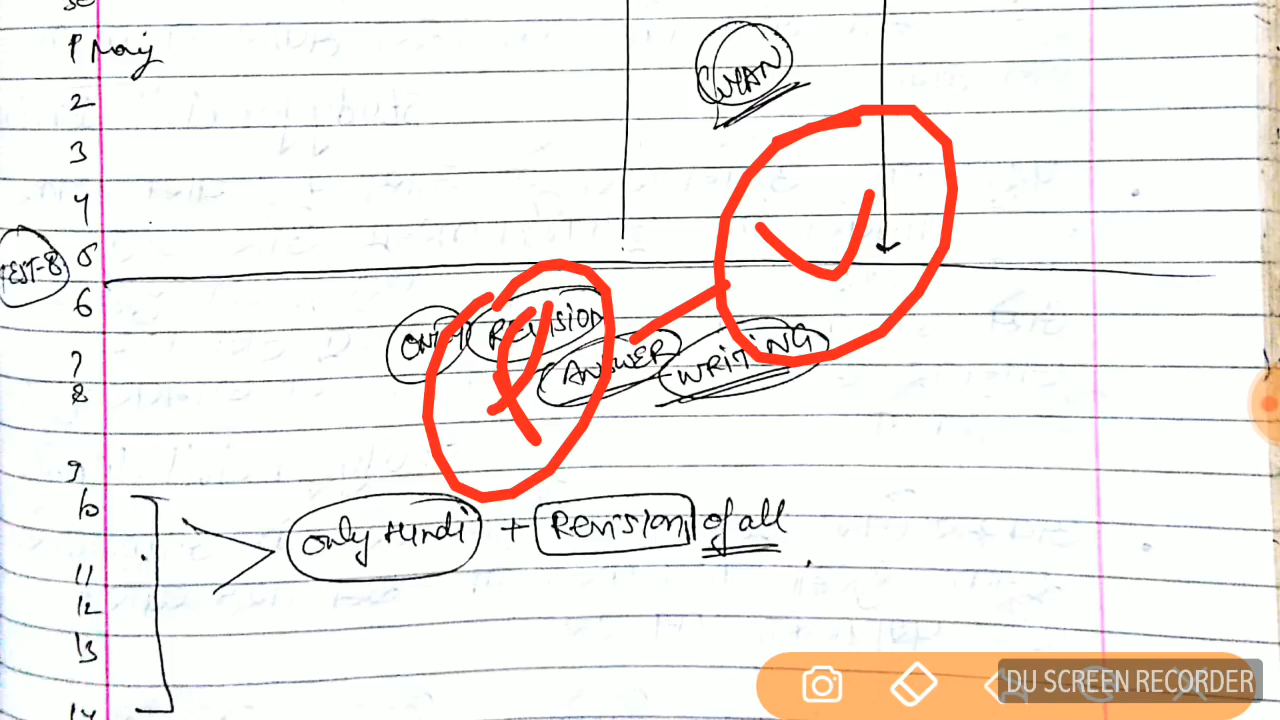 1 May
2
3
4
TEST-8 5
6
ONLY REVISION
7 ANSWER WRITING
8
9
10 only Hindi + Revision of all
11
12
13
14
DU SCREEN RECORDER